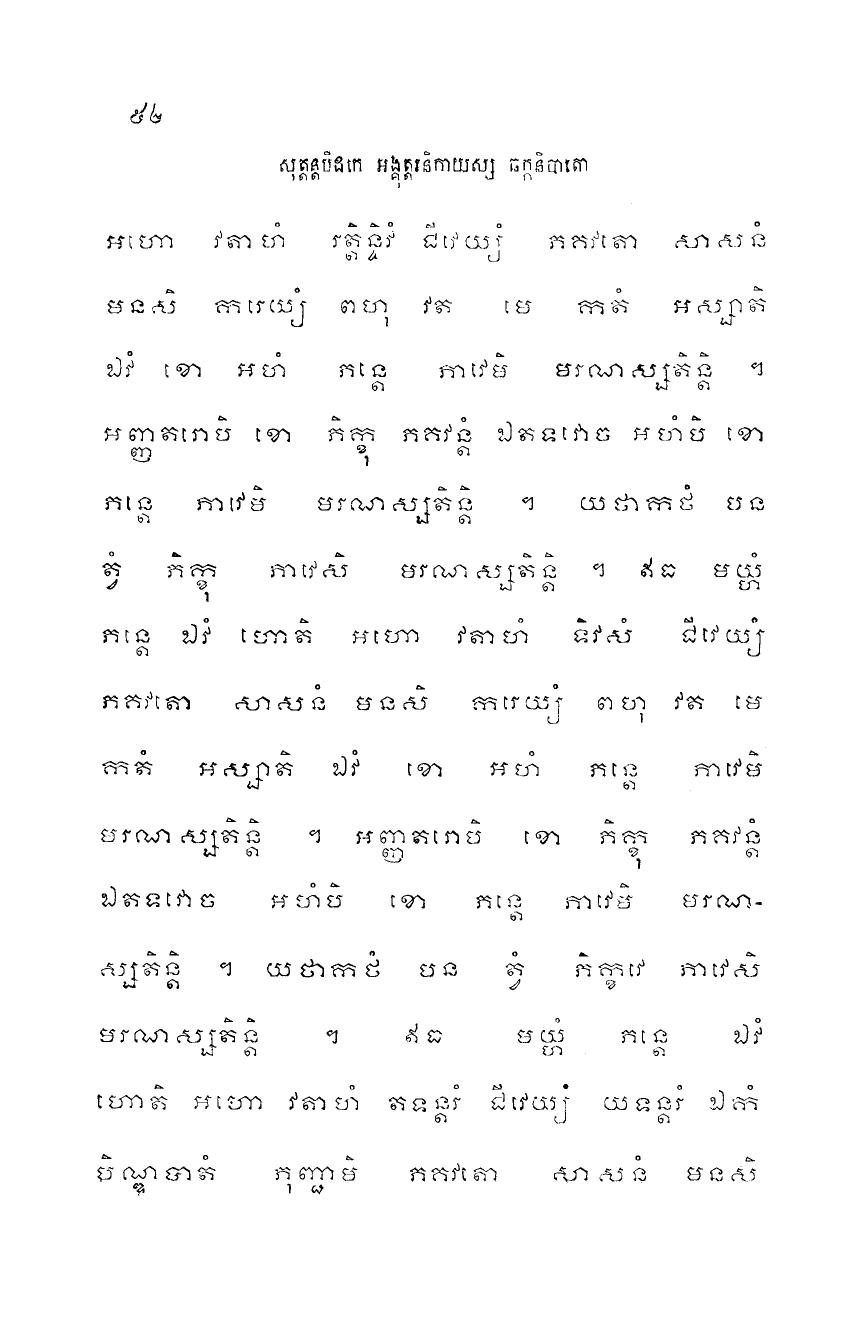 ៥៤
សុត្តន្តបិដកេ អង្គុត្តរនិកាយស្ស ឆក្កនិបាតោ
អហោ វតាហំ រត្តិន្ទិវំ ជីវេយ្យំ ភគវតោ សាសនំ
មនសិ ករេយ្យំ ពហុ វត មេ កតំ អស្សាតិ
ឯវំ ខោ អហំ ភន្តេ ភាវេមិ មរណស្សតិន្តិ ។
អញ្ញតរោបិ ខោ ភិក្ខុ ភគវន្តំ ឯតទវោច អហំបិ ខោ
ភន្តេ ភាវេមិ មរណស្សតិន្តិ ។ យថាកថំ បន
ត្វំ ភិក្ខុ ភាវេសិ មរណស្សតិន្តិ ។ ឥធ មយ្ហំ
ភន្តេ ឯវំ ហោតិ អហោ វតាហំ ទិវសំ ជីវេយ្យំ
ភគវតោ សាសនំ មនសិ ករេយ្យំ ពហុ វត មេ
កតំ អស្សាតិ ឯវំ ខោ អហំ ភន្តេ ភាវេមិ
មរណស្សតិន្តិ ។ អញ្ញតរោបិ ខោ ភិក្ខុ ភគវន្តំ
ឯតទវោច អហំបិ ខោ ភន្តេ ភាវេមិ មរណ-
ស្សតិន្តិ ។ យថាកថំ បន ត្វំ ភិក្ខវេ ភាវេសិ
មរណស្សតិន្តិ ។ ឥធ មយ្ហំ ភន្តេ ឯវំ
ហោតិ អហោ វតាហំ តទន្តរំ ជីវេយ្យំ យទន្តរំ ឯកំ
បិណ្ឌបាតំ ភុញ្ជាមិ ភគវតោ សាសនំ មនសិ